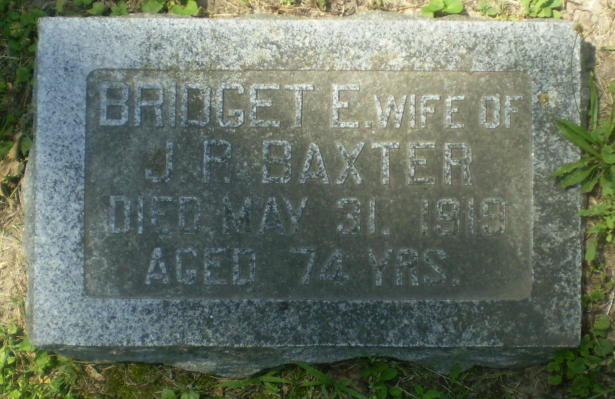 BRIDGET E. WIFE OF
J. R. BAXTER
DIED MAY 31. 1919
AGED 74 YRS.